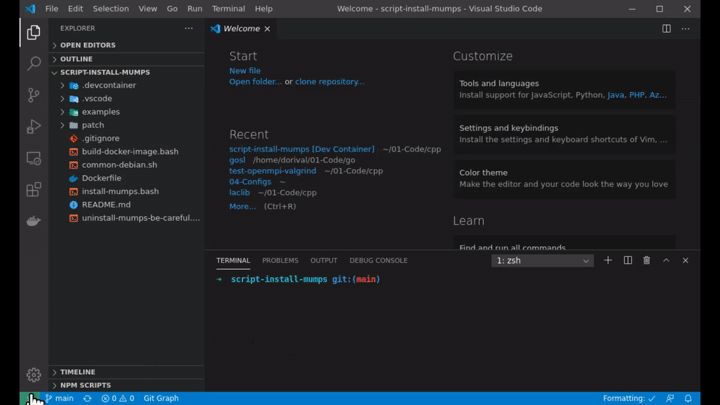 File Edit Selection View Go Run Terminal Help Welcome - script-install-mumps - Visual Studio Code
EXPLORER
OPEN EDITORS
OUTLINE
SCRIPT-INSTALL-MUMPS
.devcontainer
.vscode
examples
patch
.gitignore
build-docker-image.bash
common-debian.sh
Dockerfile
install-mumps.bash
README.md
uninstall-mumps-be-careful....
TIMELINE
NPM SCRIPTS
Welcome
Start
New file
Open folder... or clone repository...
Recent
script-install-mumps [Dev Container] ~/01-Code/cpp
gosl /home/dorival/01-Code/go
test-openmpi-valgrind ~/01-Code/cpp
04-Configs ~
laclib ~/01-Code/cpp
More... (Ctrl+R)
Customize
Tools and languages
Install support for JavaScript, Python, Java, PHP, Az...
Settings and keybindings
Install the settings and keyboard shortcuts of Vim, ...
Color theme
Make the editor and your code look the way you love
Learn
Find and run all commands
TERMINAL PROBLEMS OUTPUT DEBUG CONSOLE 1: zsh
→ script-install-mumps git:(main)
main 0 0 Git Graph Formatting: ✓